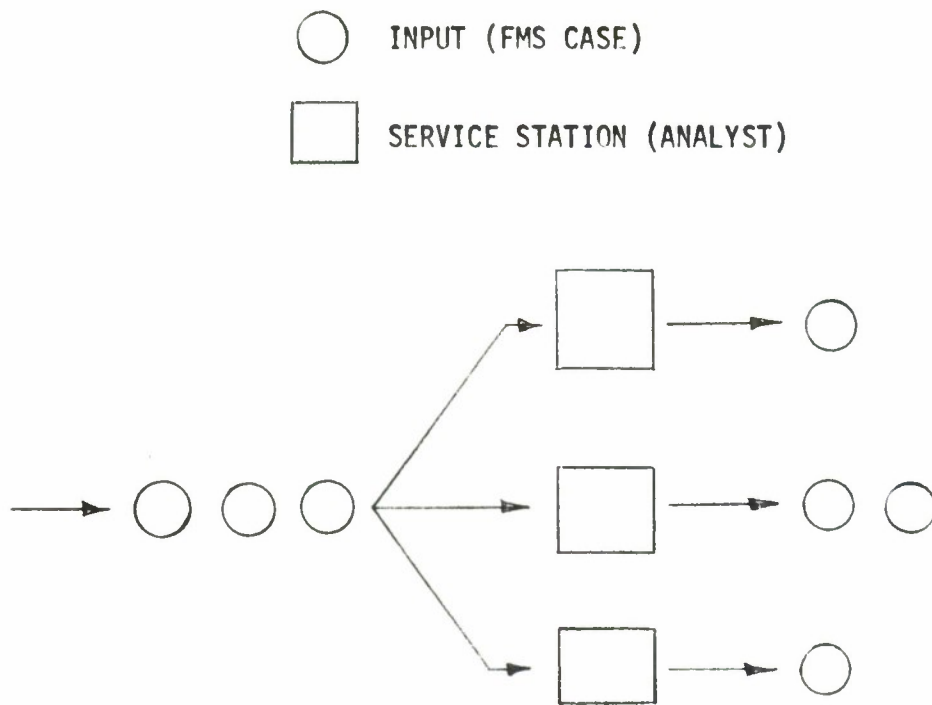 INPUT (FMS CASE)
SERVICE STATION (ANALYST)